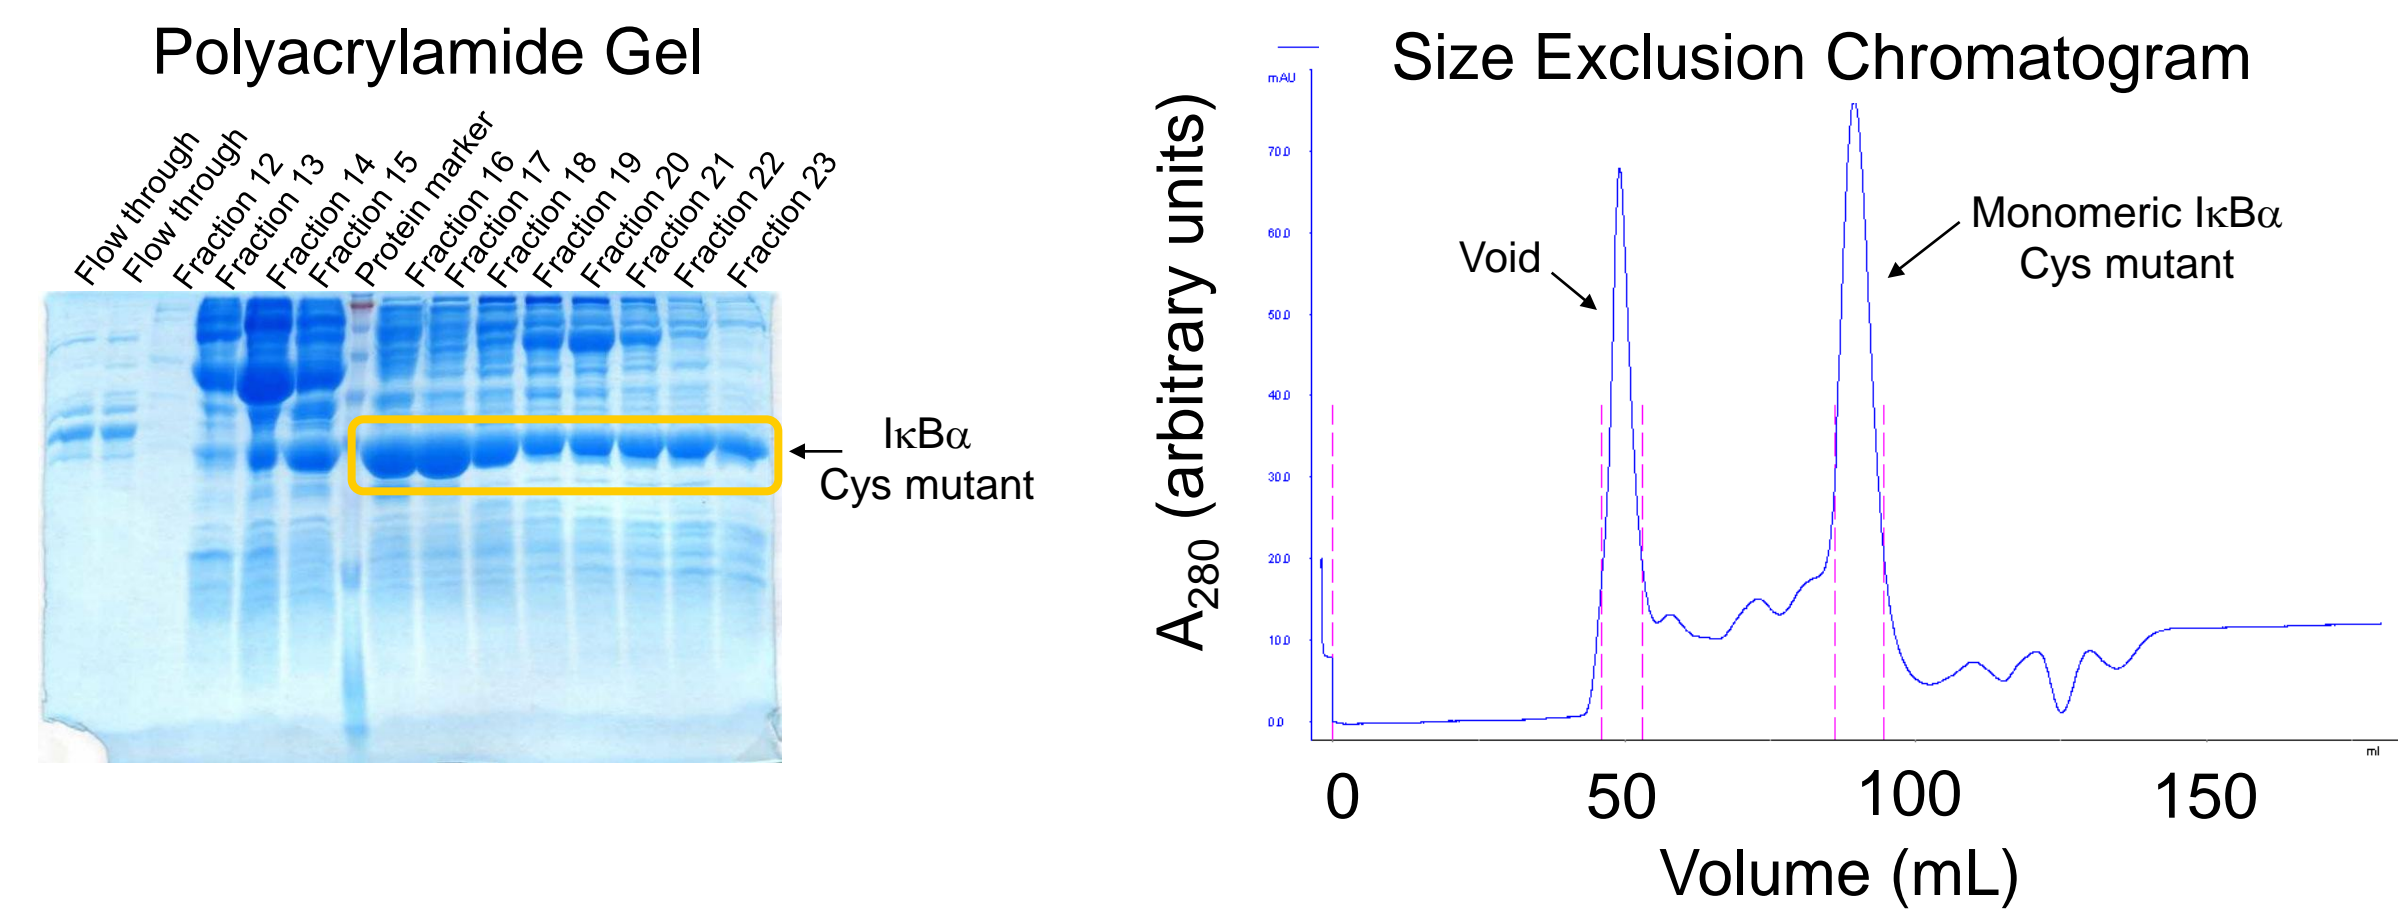 Polyacrylamide Gel
Flow through
Flow through
Fraction 12
Fraction 13
Fraction 14
Fraction 15
Protein marker
Fraction 16
Fraction 17
Fraction 18
Fraction 19
Fraction 20
Fraction 21
Fraction 22
Fraction 23
IκBα
Cys mutant
Size Exclusion Chromatogram
mAU
70.0
60.0
50.0
40.0
30.0
20.0
10.0
0.0
A280 (arbitrary units)
Void
Monomeric IκBα
Cys mutant
ml
0 50 100 150
Volume (mL)